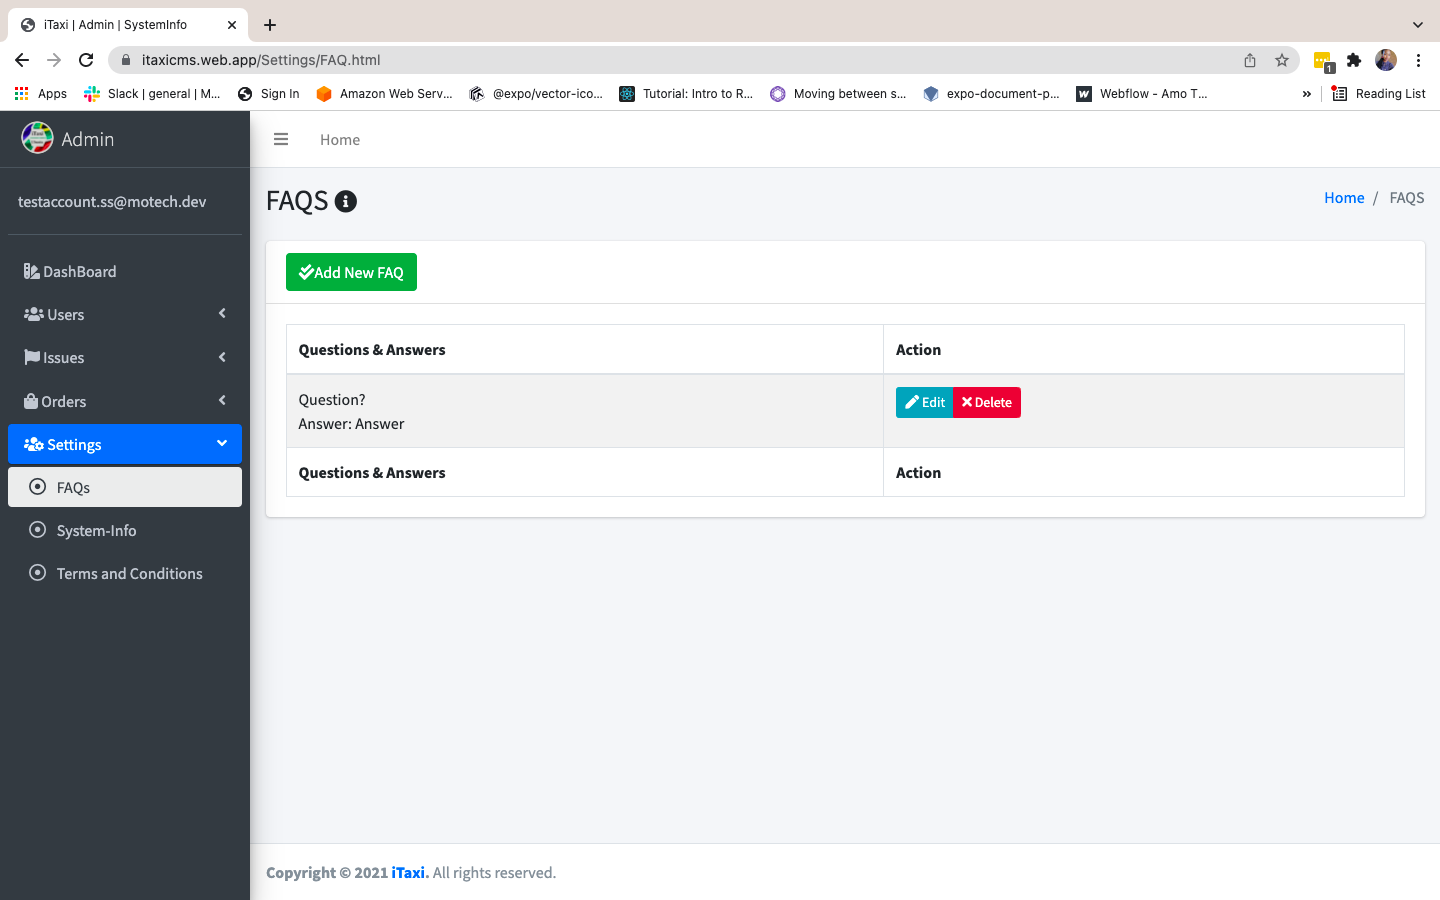 iTaxi | Admin | SystemInfo
itaxicms.web.app/Settings/FAQ.html
1
Apps
Slack | general | M...
Sign In
Amazon Web Serv...
@expo/vector-ico...
Tutorial: Intro to R...
Moving between s...
expo-document-p...
Webflow - Amo T...
»
Reading List
Admin
Home
testaccount.ss@motech.dev
FAQS
Home / FAQS
DashBoard
Users
Issues
Orders
Settings
FAQs
System-Info
Terms and Conditions
Add New FAQ
Questions & Answers
Action
Question?
Answer: Answer
Edit
Delete
Questions & Answers
Action
Copyright © 2021 iTaxi. All rights reserved.